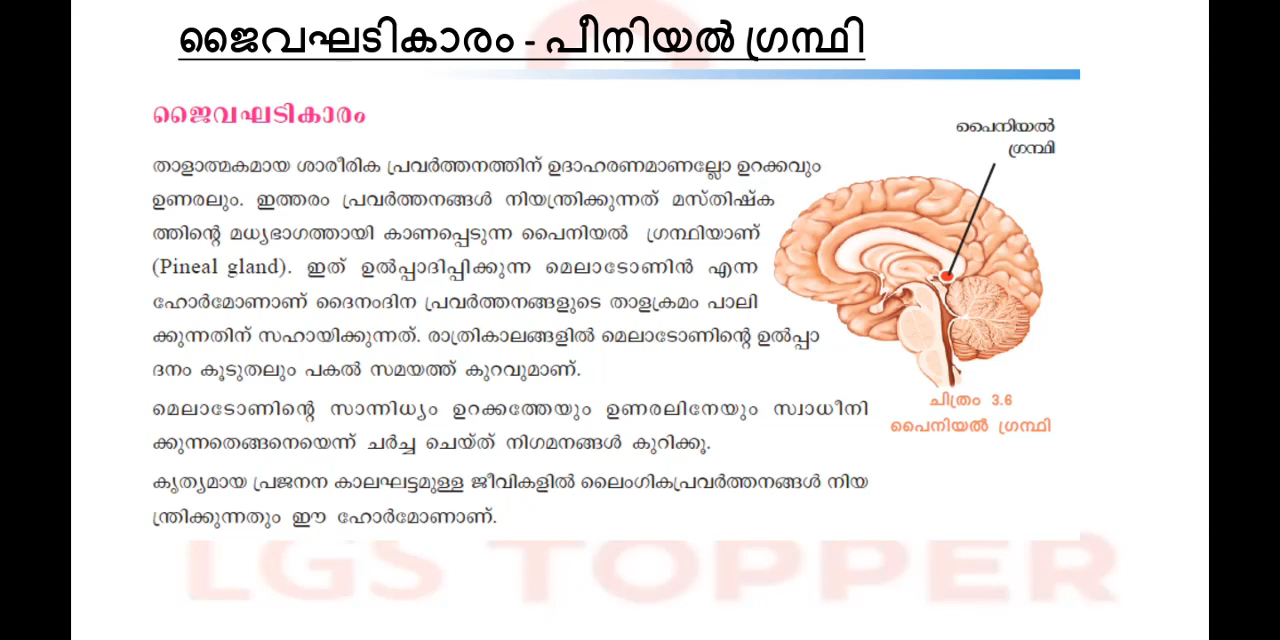 ജൈവഘടികാരം - പീനിയൽ ഗ്രന്ഥി
ജൈവഘടികാരം
പൈനിയൽ
ഗ്രന്ഥി
താളാത്മകമായ ശാരീരിക പ്രവർത്തനത്തിന് ഉദാഹരണമാണല്ലോ ഉറക്കവും
ഉണരലും. ഇത്തരം പ്രവർത്തനങ്ങൾ നിയന്ത്രിക്കുന്നത് മസ്തിഷ്ക
ത്തിന്റെ മധ്യഭാഗത്തായി കാണപ്പെടുന്ന പൈനിയൽ ഗ്രന്ഥിയാണ്
(Pineal gland). ഇത് ഉൽപ്പാദിപ്പിക്കുന്ന മെലാടോണിൻ എന്ന
ഹോർമോണാണ് ദൈനംദിന പ്രവർത്തനങ്ങളുടെ താളക്രമം പാലി
ക്കുന്നതിന് സഹായിക്കുന്നത്. രാത്രികാലങ്ങളിൽ മെലാടോണിന്റെ ഉൽപ്പാ
ദനം കൂടുതലും പകൽ സമയത്ത് കുറവുമാണ്.
മെലാടോണിന്റെ സാന്നിധ്യം ഉറക്കത്തേയും ഉണരലിനേയും സ്വാധീനി
ക്കുന്നതെങ്ങനെയെന്ന് ചർച്ച ചെയ്ത് നിഗമനങ്ങൾ കുറിക്കൂ.
കൃത്യമായ പ്രജനന കാലഘട്ടമുള്ള ജീവികളിൽ ലൈംഗികപ്രവർത്തനങ്ങൾ നിയ
ന്ത്രിക്കുന്നതും ഈ ഹോർമോണാണ്.
ചിത്രം 3.6
പൈനിയൽ ഗ്രന്ഥി
LGS TOPPER